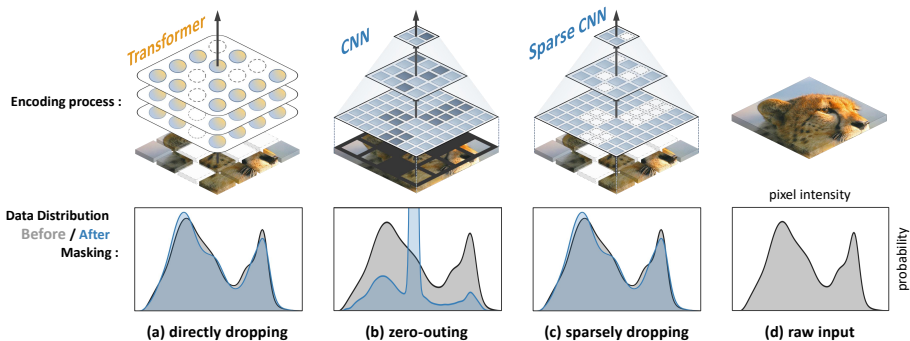 Transformer
CNN
Sparse CNN
Encoding process :
pixel intensity
Data Distribution
Before / After
Masking :
probability
(a) directly dropping
(b) zero-outing
(c) sparsely dropping
(d) raw input